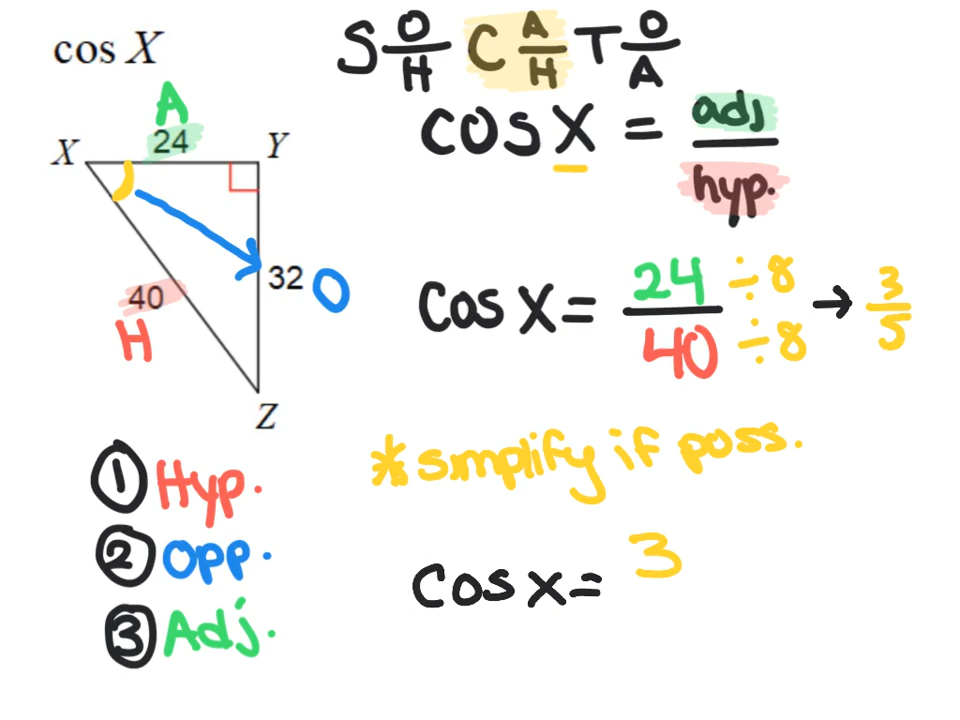 cos X
S O/H C A/H T O/A
cos X = adj/hyp.
A
24
X
Y
40
H
32 O
Z
Cos X = 24/40 ÷8/÷8 → 3/5
*simplify if poss.
① Hyp.
② Opp.
③ Adj.
Cos x = 3